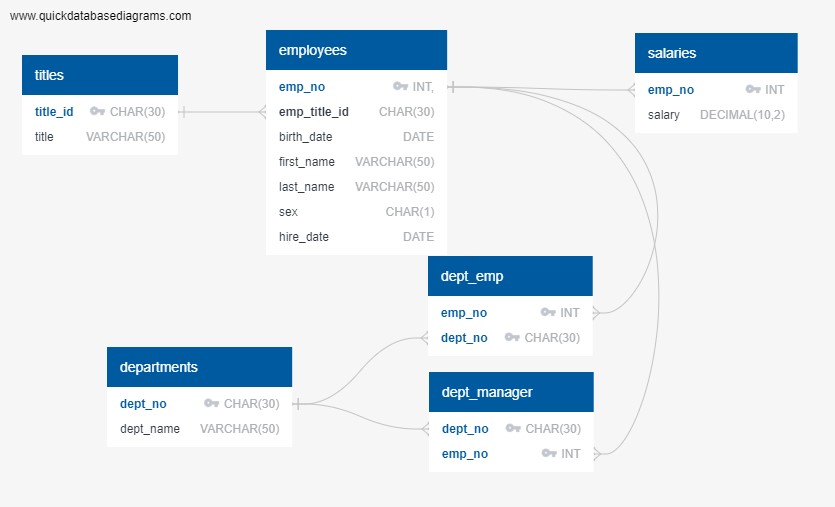 www.quickdatabasediagrams.com
titles
title_id CHAR(30)
title VARCHAR(50)
employees
emp_no INT,
emp_title_id CHAR(30)
birth_date DATE
first_name VARCHAR(50)
last_name VARCHAR(50)
sex CHAR(1)
hire_date DATE
salaries
emp_no INT
salary DECIMAL(10,2)
dept_emp
emp_no INT
dept_no CHAR(30)
departments
dept_no CHAR(30)
dept_name VARCHAR(50)
dept_manager
dept_no CHAR(30)
emp_no INT